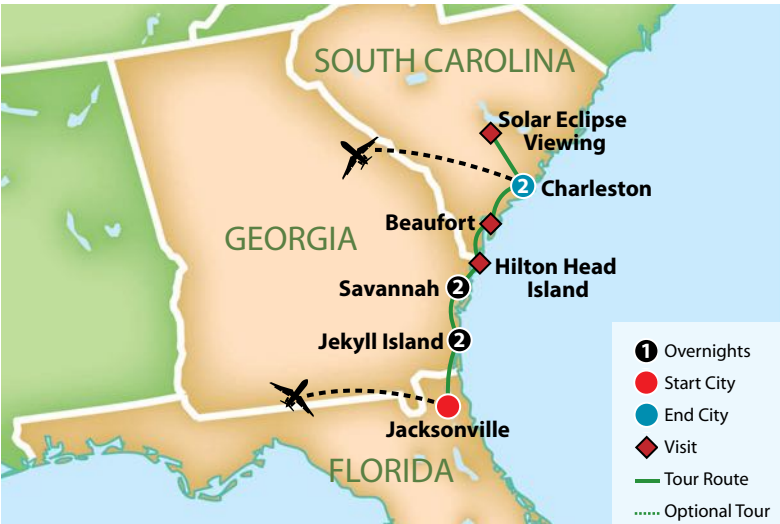 SOUTH CAROLINA
Solar Eclipse
Viewing
2 Charleston
Beaufort
GEORGIA
Hilton Head
Island
Savannah 2
Jekyll Island 2
Jacksonville
FLORIDA
1 Overnights
Start City
End City
Visit
Tour Route
Optional Tour